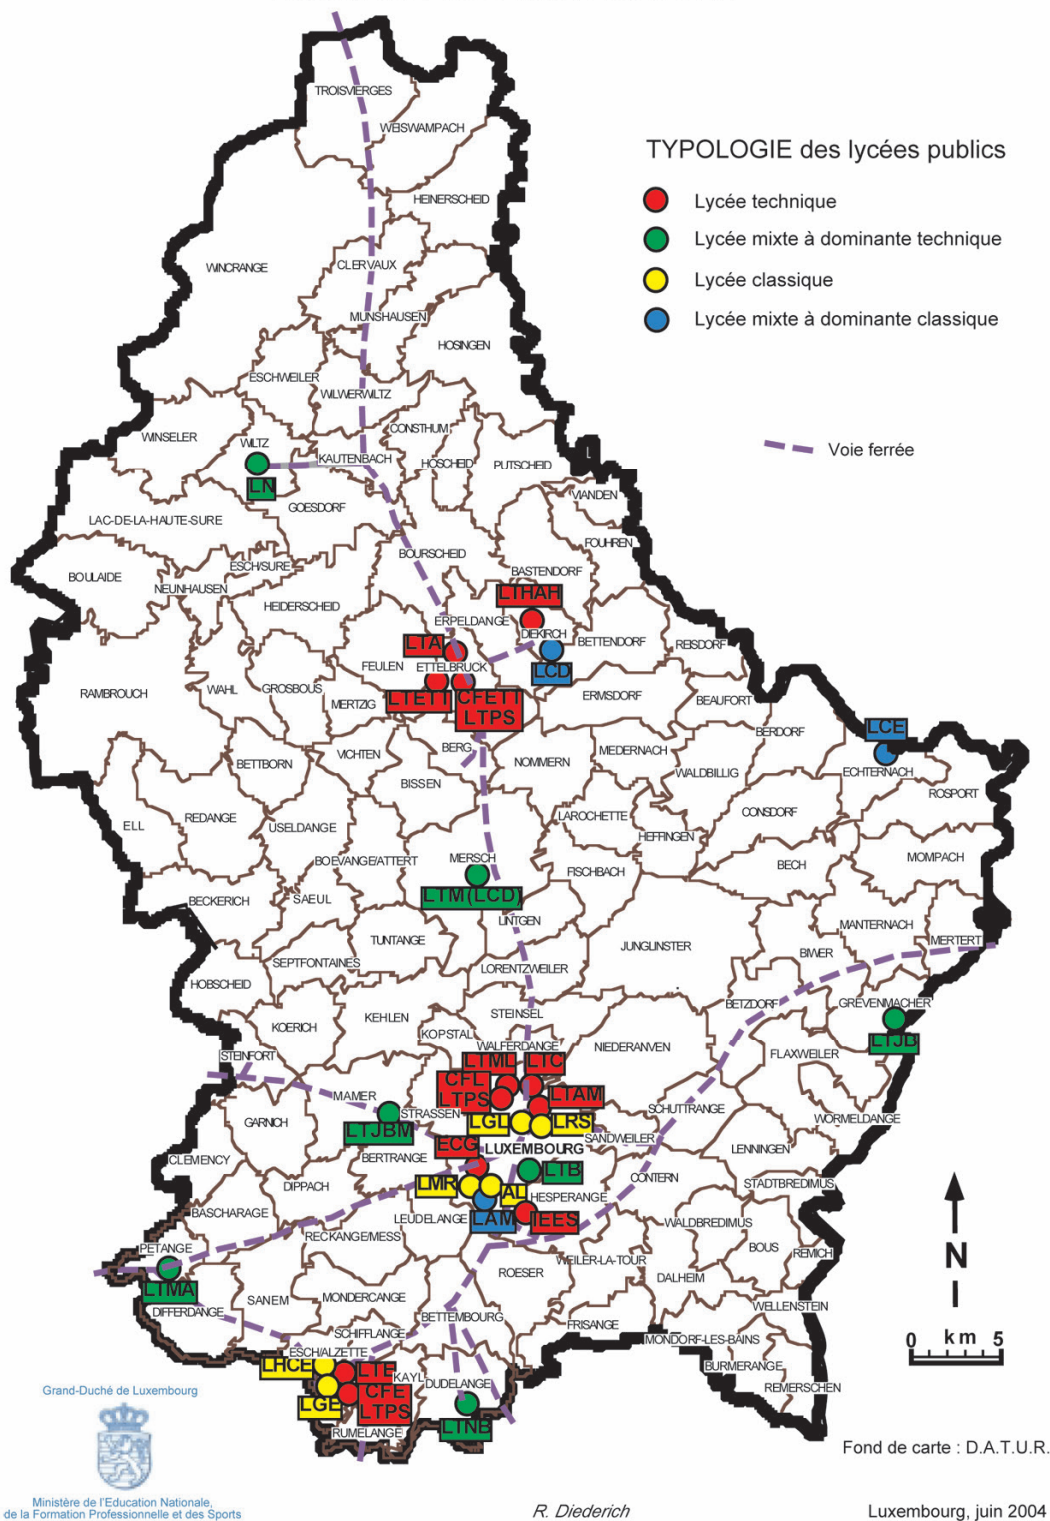 TROISVIERGES
WEISWAMPACH
TYPOLOGIE des lycées publics
Lycée technique
Lycée mixte à dominante technique
Lycée classique
Lycée mixte à dominante classique
Voie ferrée
HEINERSCHEID
WINCRANGE
CLERVAUX
MUNSHAUSEN
HOSINGEN
ESCHWEILER
WILWERWILTZ
CONSTHUM
WINSELER
WILTZ
KAUTENBACH
HOSCHEID
PUTSCHEID
LN
GOESDORF
VIANDEN
LAC-DE-LA-HAUTE-SURE
FOUHREN
BOURSCHEID
ESCH/SURE
BASTENDORF
BOULAIDE
NEUNHAUSEN
LTHAH
HEIDERSCHEID
ERPELDANGE
DIEKIRCH
BETTENDORF
REISDORF
LTA
FEULEN
ETTELBRUCK
LCD
RAMBROUCH
WAHL
GROSBOUS
MERTZIG
LTETT
CFETT
LTPS
ERMSDORF
BEAUFORT
LCE
BERDORF
VICHTEN
BERG
MEDERNACH
BETTBORN
NOMMERN
WALDBILLIG
ECHTERNACH
BISSEN
ROSPORT
ELL
REDANGE
USELDANGE
LAROCHETTE
CONSDORF
HEFFINGEN
BOEVANGE/ATTERT
MERSCH
FISCHBACH
BECH
MOMPACH
BECKERICH
SAEUL
LTM (LCD)
LINTGEN
MANTERNACH
TUNTANGE
JUNGLINSTER
BIWER
MERTERT
SEPTFONTAINES
LORENTZWEILER
HOBSCHEID
BETZDORF
GREVENMACHER
KOERICH
KEHLEN
STEINSEL
KOPSTAL
LTJB
WALFERDANGE
NIEDERANVEN
FLAXWEILER
STEINFORT
LTML
LTC
CFL
LTPS
LTAM
MAMER
STRASSEN
SCHUTTRANGE
WORMELDANGE
GARNICH
LTJBM
LGL
LRS
SANDWEILER
ECG
LUXEMBOURG
LENNINGEN
CLEMENCY
BERTRANGE
LTB
CONTERN
DIPPACH
LMR
AL
HESPERANGE
STADTBREDIMUS
BASCHARAGE
LEUDELANGE
LAM
IEES
WALDBREDIMUS
RECKANGE/MESS
PETANGE
BOUS
REMICH
WEILER-LA-TOUR
LTMA
ROESER
DALHEIM
DIFFERDANGE
SANEM
MONDERCANGE
WELLENSTEIN
BETTEMBOURG
FRISANGE
SCHIFFLANGE
MONDORF-LES-BAINS
ESCH/ALZETTE
BURMERANGE
LHCE
LTE
KAYL
DUDELANGE
REMERSCHEN
LGE
CFE
LTPS
LTNB
RUMELANGE
N
km
0 5
Grand-Duché de Luxembourg
Ministère de l'Education Nationale,
de la Formation Professionelle et des Sports
Fond de carte : D.A.T.U.R.
R. Diederich
Luxembourg, juin 2004